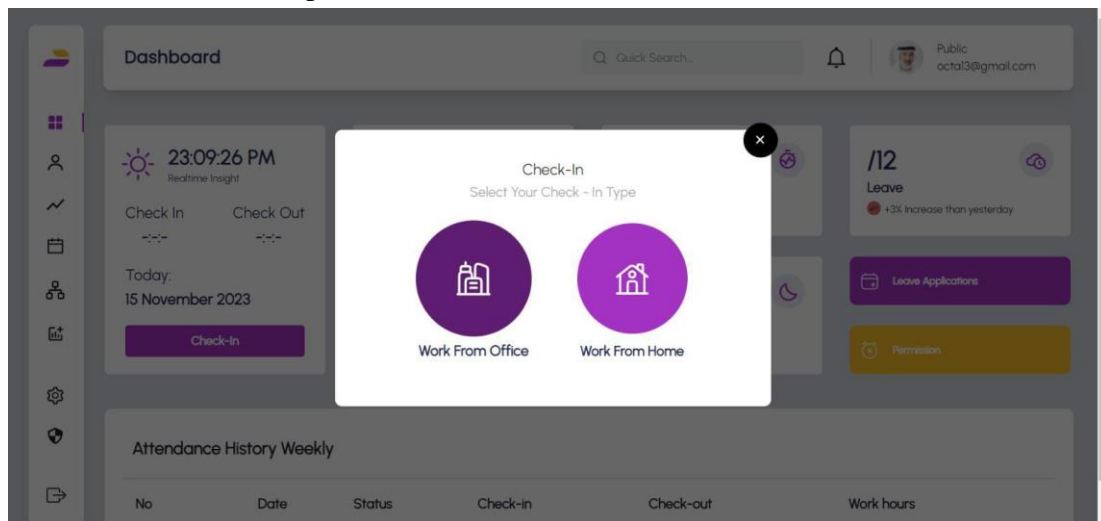 Dashboard
Quick Search...
Public
octa13@gmail.com
23:09:26 PM
Realtime Insight
Check In
Check Out
-:-:-
-:-:-
Today:
15 November 2023
Check-In
Check-In
Select Your Check - In Type
Work From Office
Work From Home
/12
Leave
+3% Increase than yesterday
Leave Applications
Permission
Attendance History Weekly
No Date Status Check-in Check-out Work hours